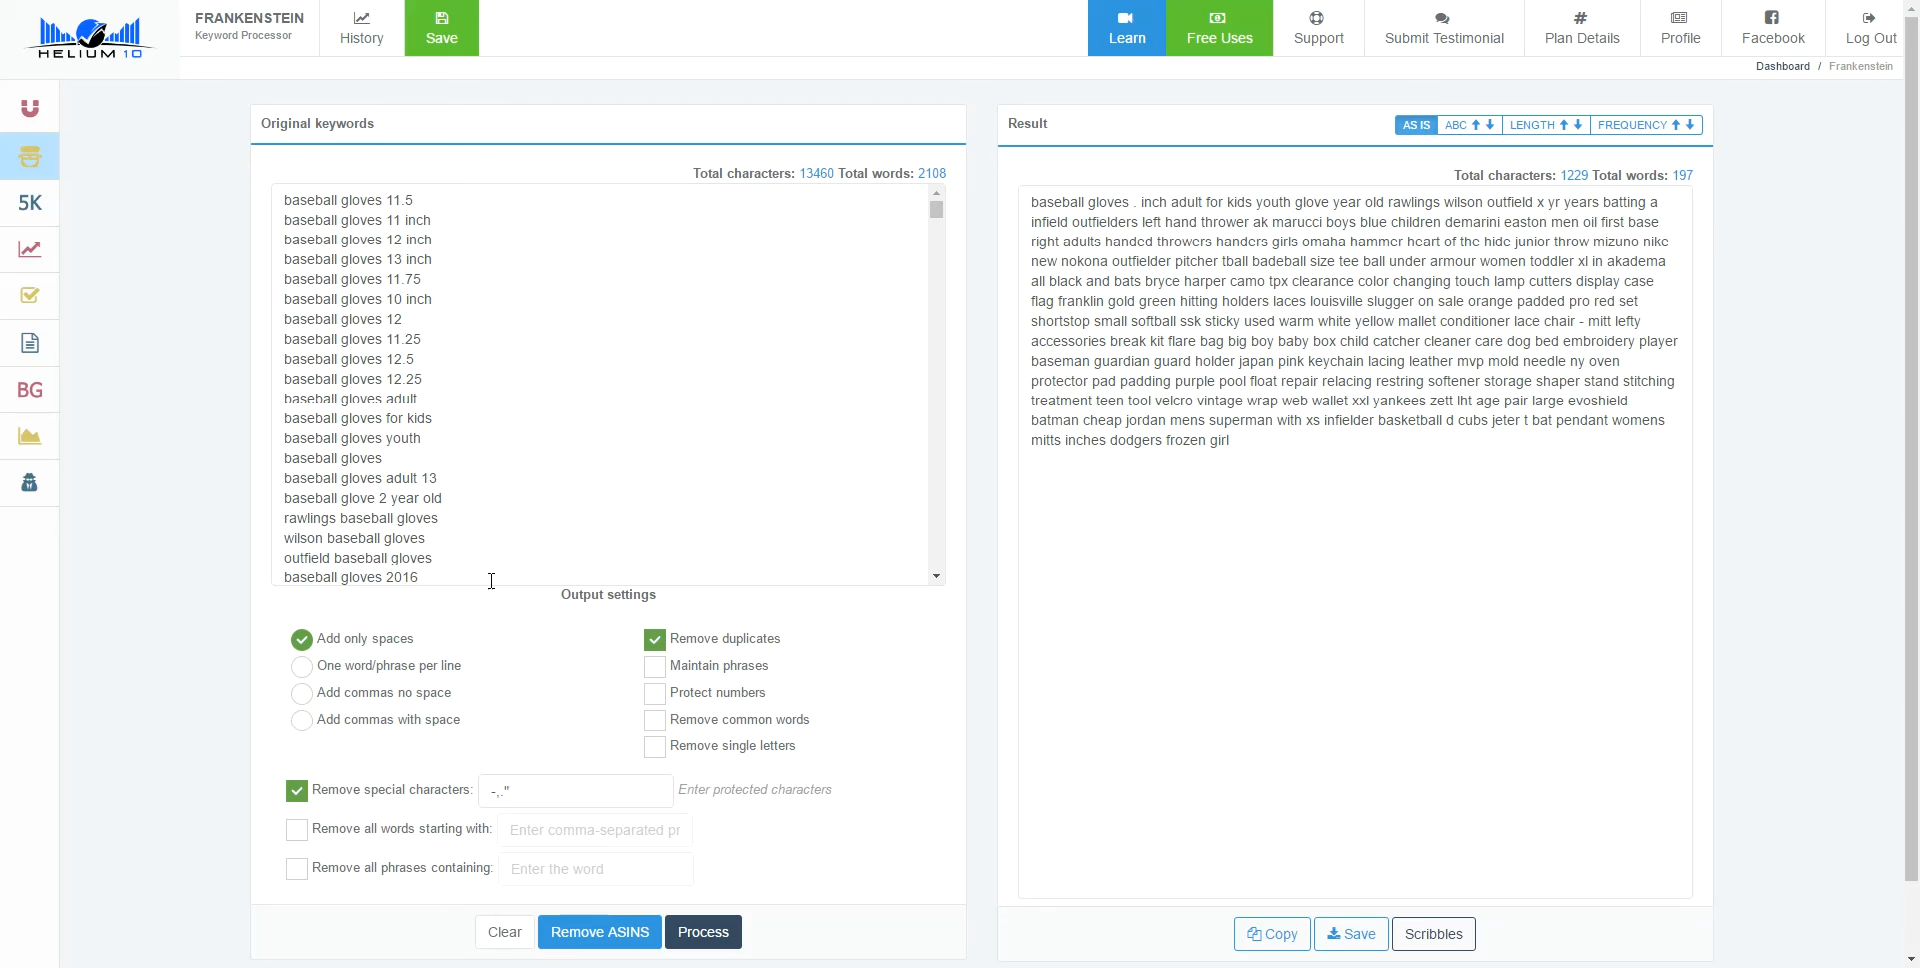 HELIUM 10
FRANKENSTEIN
Keyword Processor
History
Save
Learn
Free Uses
Support
Submit Testimonial
Plan Details
Profile
Facebook
Log Out
Dashboard / Frankenstein
5K
BG
Original keywords
Total characters: 13460 Total words: 2108
baseball gloves 11.5
baseball gloves 11 inch
baseball gloves 12 inch
baseball gloves 13 inch
baseball gloves 11.75
baseball gloves 10 inch
baseball gloves 12
baseball gloves 11.25
baseball gloves 12.5
baseball gloves 12.25
baseball gloves adult
baseball gloves for kids
baseball gloves youth
baseball gloves
baseball gloves adult 13
baseball glove 2 year old
rawlings baseball gloves
wilson baseball gloves
outfield baseball gloves
baseball gloves 2016
Output settings
Add only spaces
One word/phrase per line
Add commas no space
Add commas with space
Remove duplicates
Maintain phrases
Protect numbers
Remove common words
Remove single letters
Remove special characters: -,." Enter protected characters
Remove all words starting with: Enter comma-separated pr
Remove all phrases containing: Enter the word
Clear
Remove ASINS
Process
Result
AS IS ABC LENGTH FREQUENCY
Total characters: 1229 Total words: 197
baseball gloves . inch adult for kids youth glove year old rawlings wilson outfield x yr years batting a
infield outfielders left hand thrower ak marucci boys blue children demarini easton men oil first base
right adults handed throwers handers girls omaha hammer heart of the hide junior throw mizuno nike
new nokona outfielder pitcher tball badeball size tee ball under armour women toddler xl in akadema
all black and bats bryce harper camo tpx clearance color changing touch lamp cutters display case
flag franklin gold green hitting holders laces louisville slugger on sale orange padded pro red set
shortstop small softball ssk sticky used warm white yellow mallet conditioner lace chair - mitt lefty
accessories break kit flare bag big boy baby box child catcher cleaner care dog bed embroidery player
baseman guardian guard holder japan pink keychain lacing leather mvp mold needle ny oven
protector pad padding purple pool float repair relacing restring softener storage shaper stand stitching
treatment teen tool velcro vintage wrap web wallet xxl yankees zett lht age pair large evoshield
batman cheap jordan mens superman with xs infielder basketball d cubs jeter t bat pendant womens
mitts inches dodgers frozen girl
Copy
Save
Scribbles